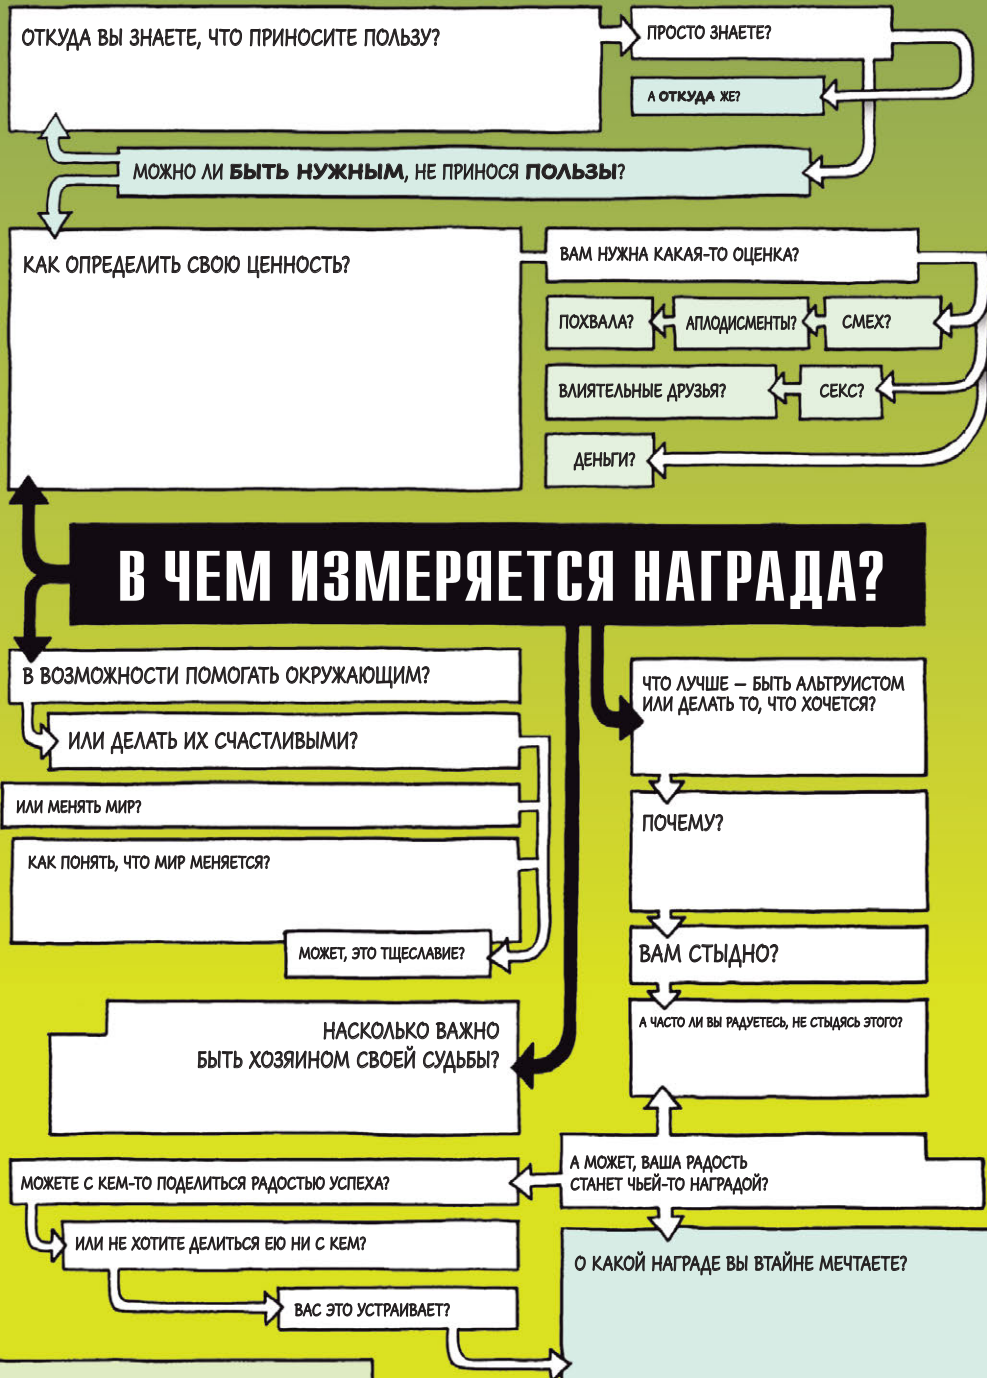 ОТКУДА ВЫ ЗНАЕТЕ, ЧТО ПРИНОСИТЕ ПОЛЬЗУ?
ПРОСТО ЗНАЕТЕ?
А ОТКУДА ЖЕ?
МОЖНО ЛИ БЫТЬ НУЖНЫМ, НЕ ПРИНОСЯ ПОЛЬЗЫ?
КАК ОПРЕДЕЛИТЬ СВОЮ ЦЕННОСТЬ?
ВАМ НУЖНА КАКАЯ-ТО ОЦЕНКА?
ПОХВАЛА?
АПЛОДИСМЕНТЫ?
СМЕХ?
ВЛИЯТЕЛЬНЫЕ ДРУЗЬЯ?
СЕКС?
ДЕНЬГИ?
В ЧЕМ ИЗМЕРЯЕТСЯ НАГРАДА?
В ВОЗМОЖНОСТИ ПОМОГАТЬ ОКРУЖАЮЩИМ?
ИЛИ ДЕЛАТЬ ИХ СЧАСТЛИВЫМИ?
ИЛИ МЕНЯТЬ МИР?
КАК ПОНЯТЬ, ЧТО МИР МЕНЯЕТСЯ?
МОЖЕТ, ЭТО ТЩЕСЛАВИЕ?
ЧТО ЛУЧШЕ – БЫТЬ АЛЬТРУИСТОМ
ИЛИ ДЕЛАТЬ ТО, ЧТО ХОЧЕТСЯ?
ПОЧЕМУ?
ВАМ СТЫДНО?
А ЧАСТО ЛИ ВЫ РАДУЕТЕСЬ, НЕ СТЫДЯСЬ ЭТОГО?
НАСКОЛЬКО ВАЖНО
БЫТЬ ХОЗЯИНОМ СВОЕЙ СУДЬБЫ?
А МОЖЕТ, ВАША РАДОСТЬ
СТАНЕТ ЧЬЕЙ-ТО НАГРАДОЙ?
МОЖЕТЕ С КЕМ-ТО ПОДЕЛИТЬСЯ РАДОСТЬЮ УСПЕХА?
ИЛИ НЕ ХОТИТЕ ДЕЛИТЬСЯ ЕЮ НИ С КЕМ?
ВАС ЭТО УСТРАИВАЕТ?
О КАКОЙ НАГРАДЕ ВЫ ВТАЙНЕ МЕЧТАЕТЕ?